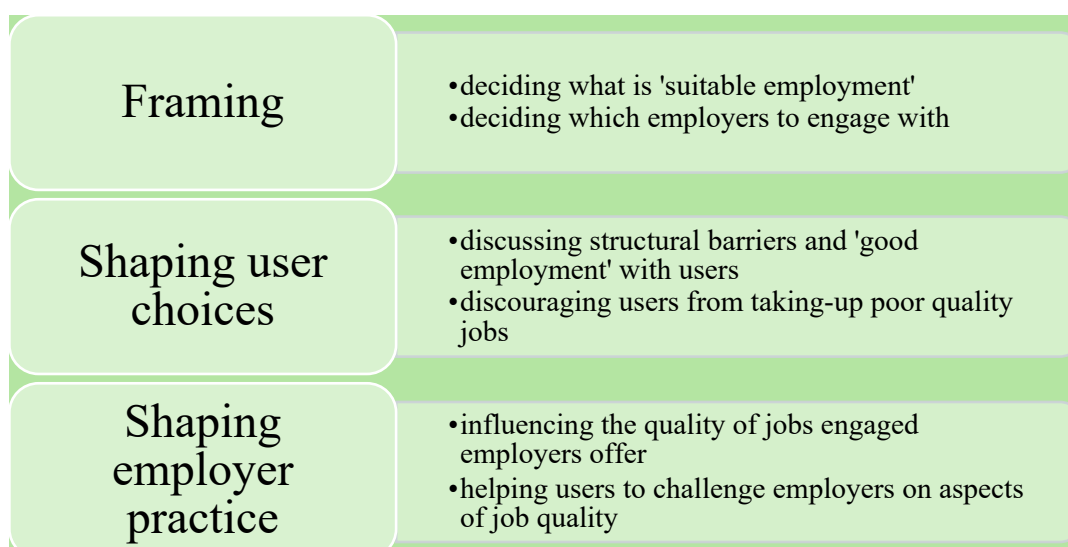 Framing
•deciding what is 'suitable employment'
•deciding which employers to engage with
Shaping user
choices
•discussing structural barriers and 'good
employment' with users
•discouraging users from taking-up poor quality
jobs
Shaping
employer
practice
•influencing the quality of jobs engaged
employers offer
•helping users to challenge employers on aspects
of job quality